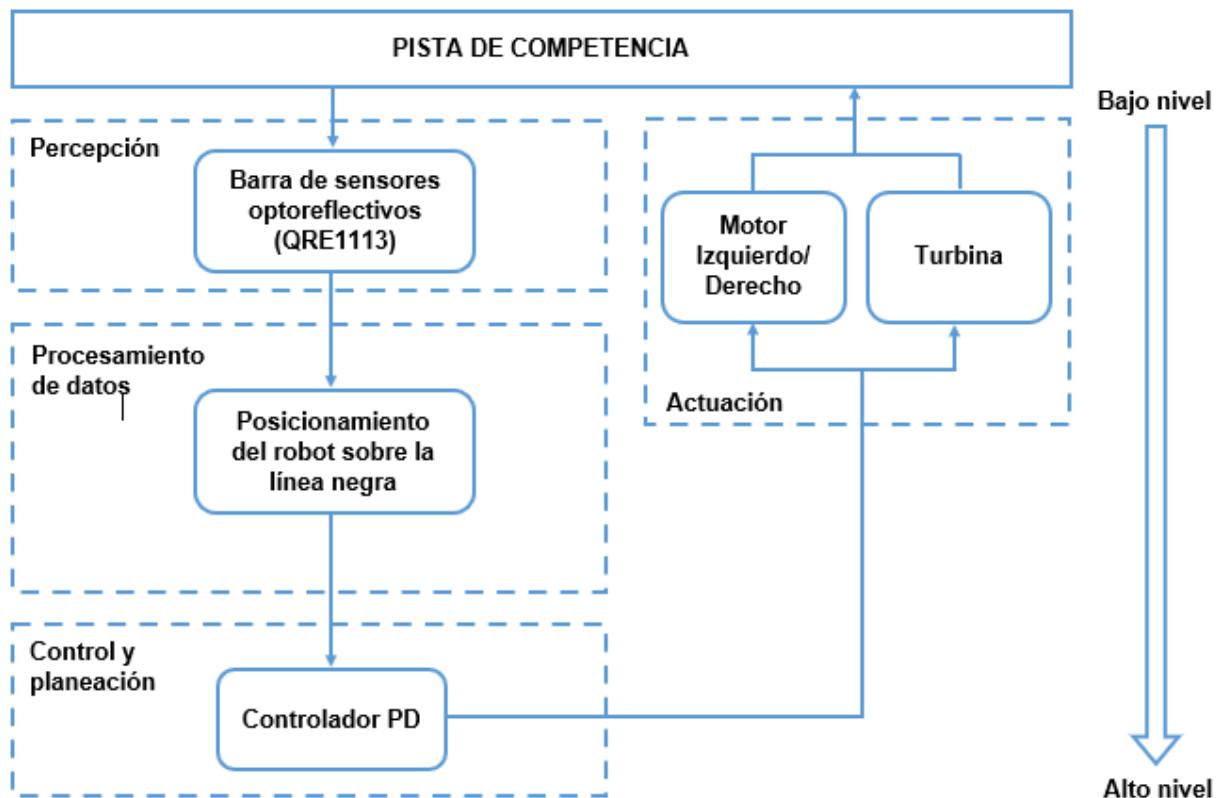 PISTA DE COMPETENCIA
Percepción
Barra de sensores
optoreflectivos
(QRE1113)
Procesamiento
de datos
Posicionamiento
del robot sobre la
línea negra
Control y
planeación
Controlador PD
Motor
Izquierdo/
Derecho
Turbina
Actuación
Bajo nivel
Alto nivel